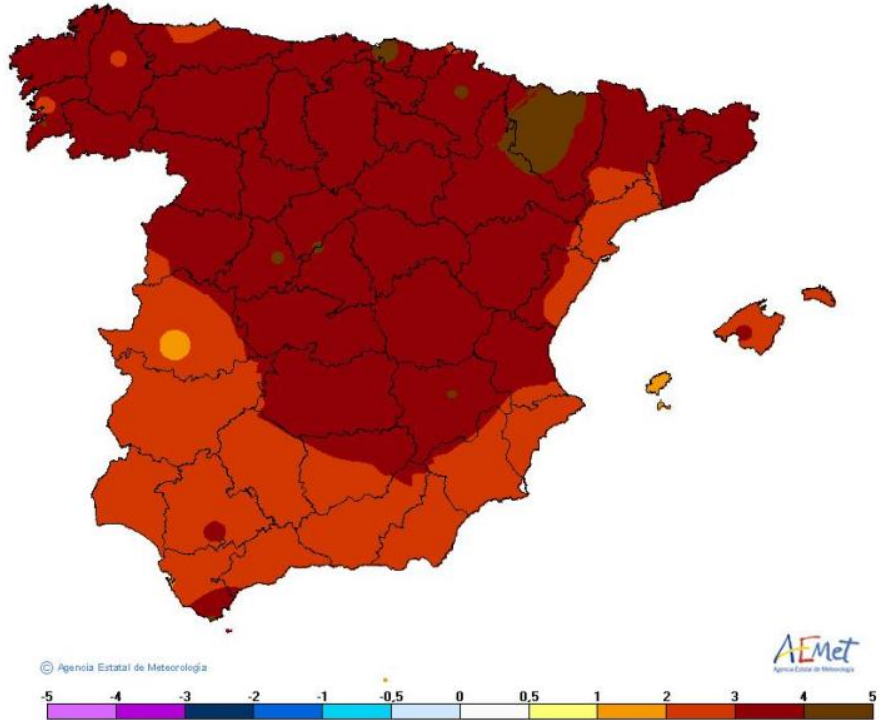 © Agencia Estatal de Meteorología
AEMet
Agencia Estatal de Meteorología
-5 -4 -3 -2 -1 -0,5 0 0,5 1 2 3 4 5